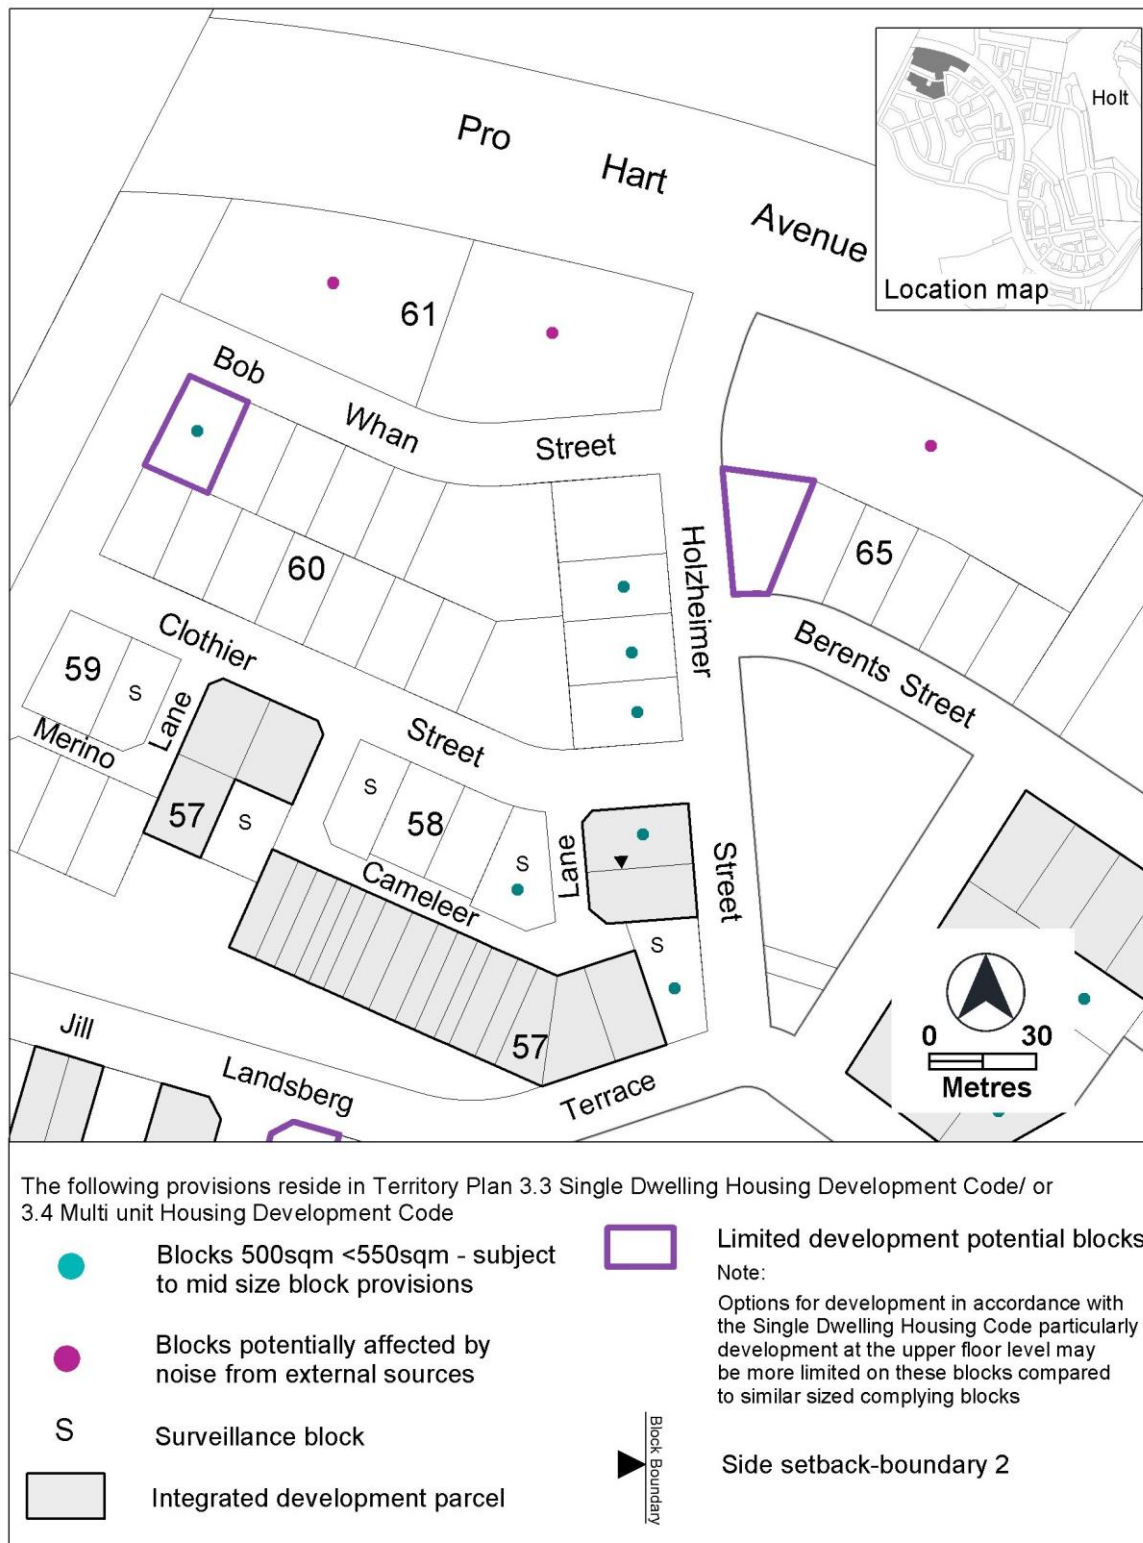 Pro Hart Avenue
Holt
Location map
61
Bob Whan Street
Holzheimer Street
65
60
Berents Street
Clothier Street
59
S
Lane
Merino
57
S
S
58
S
Cameleer Lane
S
57
Jill Landsberg Terrace
0 30
Metres
The following provisions reside in Territory Plan 3.3 Single Dwelling Housing Development Code/ or
3.4 Multi unit Housing Development Code
Blocks 500sqm <550sqm - subject
to mid size block provisions
Blocks potentially affected by
noise from external sources
S
Surveillance block
Integrated development parcel
Limited development potential blocks
Note:
Options for development in accordance with
the Single Dwelling Housing Code particularly
development at the upper floor level may
be more limited on these blocks compared
to similar sized complying blocks
Block Boundary
Side setback-boundary 2